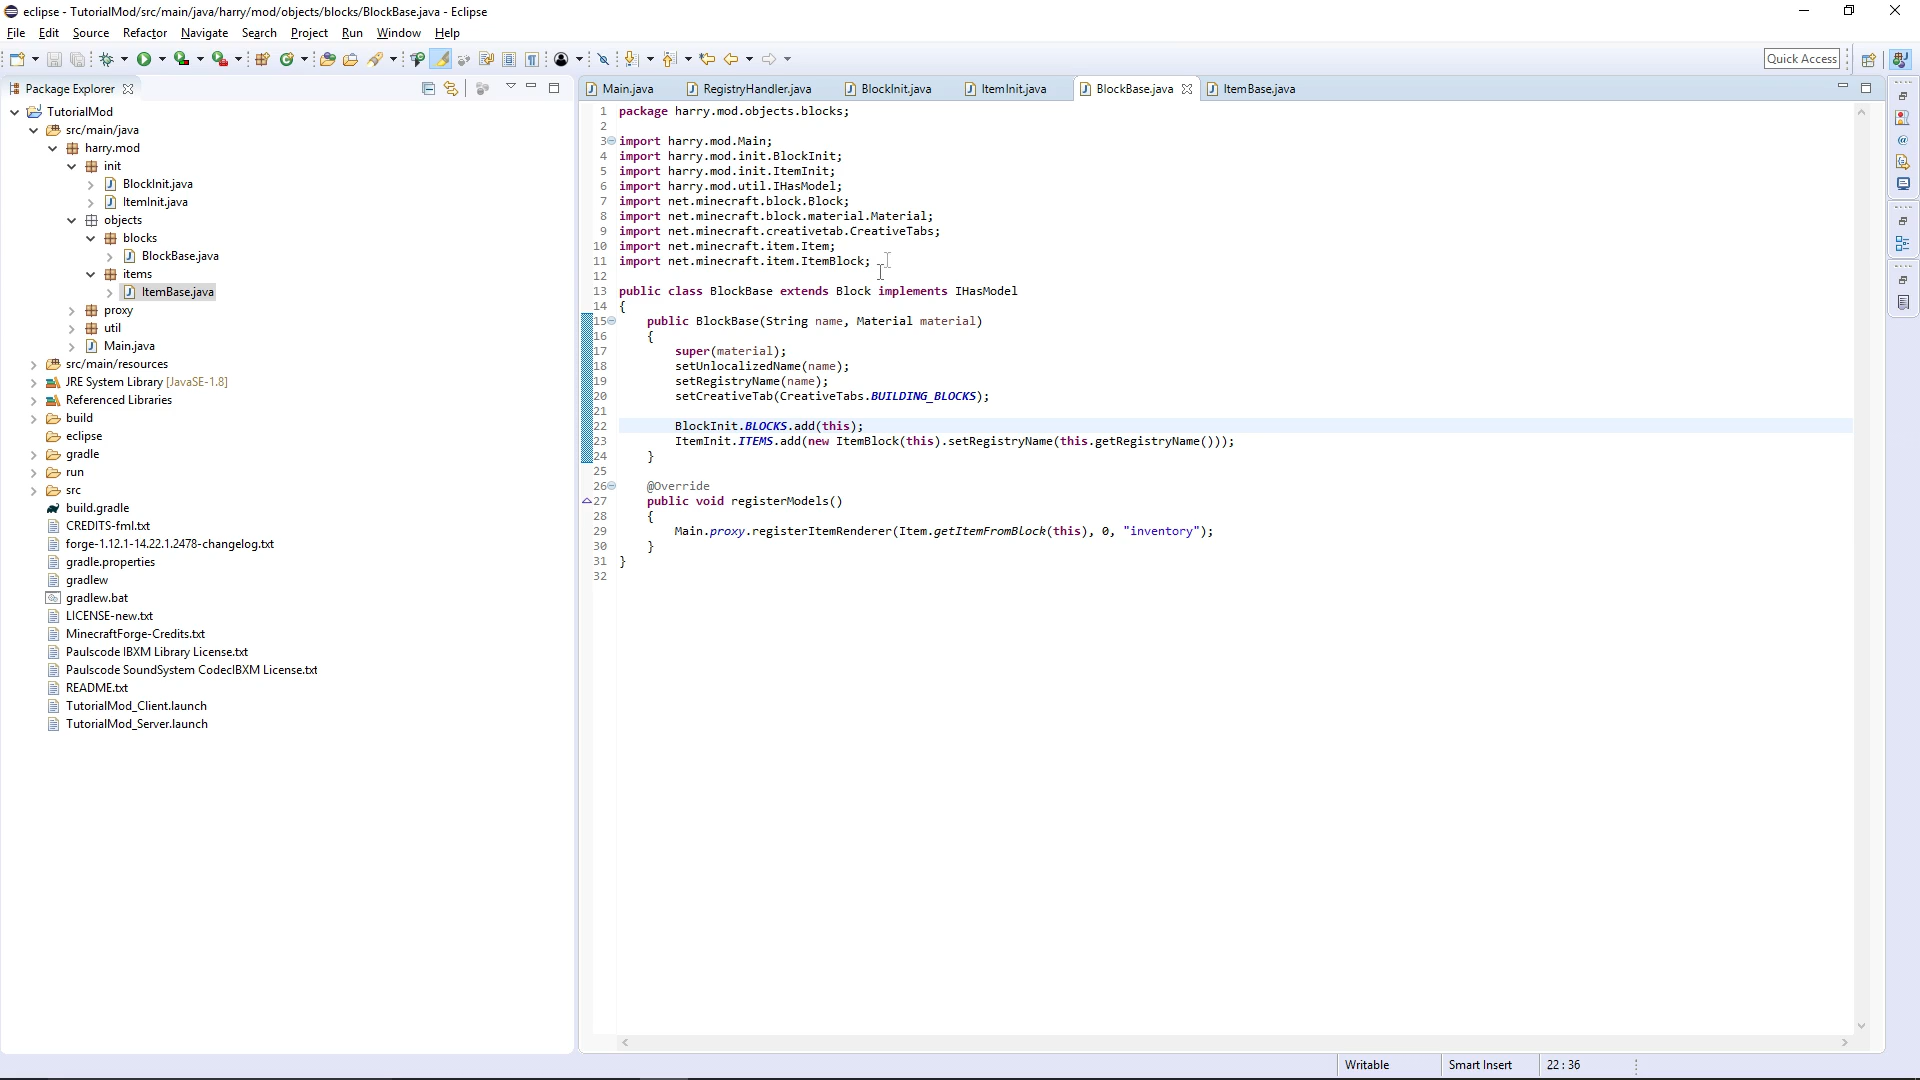 eclipse - TutorialMod/src/main/java/harry/mod/objects/blocks/BlockBase.java - Eclipse
File Edit Source Refactor Navigate Search Project Run Window Help
Quick Access
Package Explorer
TutorialMod
src/main/java
harry.mod
init
BlockInit.java
ItemInit.java
objects
blocks
BlockBase.java
items
ItemBase.java
proxy
util
Main.java
src/main/resources
JRE System Library [JavaSE-1.8]
Referenced Libraries
build
eclipse
gradle
run
src
build.gradle
CREDITS-fml.txt
forge-1.12.1-14.22.1.2478-changelog.txt
gradle.properties
gradlew
gradlew.bat
LICENSE-new.txt
MinecraftForge-Credits.txt
Paulscode IBXM Library License.txt
Paulscode SoundSystem CodecIBXM License.txt
README.txt
TutorialMod_Client.launch
TutorialMod_Server.launch
Main.java RegistryHandler.java BlockInit.java ItemInit.java BlockBase.java ItemBase.java
1 package harry.mod.objects.blocks;
2
3 import harry.mod.Main;
4 import harry.mod.init.BlockInit;
5 import harry.mod.init.ItemInit;
6 import harry.mod.util.IHasModel;
7 import net.minecraft.block.Block;
8 import net.minecraft.block.material.Material;
9 import net.minecraft.creativetab.CreativeTabs;
10 import net.minecraft.item.Item;
11 import net.minecraft.item.ItemBlock;
12
13 public class BlockBase extends Block implements IHasModel
14 {
15 public BlockBase(String name, Material material)
16 {
17 super(material);
18 setUnlocalizedName(name);
19 setRegistryName(name);
20 setCreativeTab(CreativeTabs.BUILDING_BLOCKS);
21
22 BlockInit.BLOCKS.add(this);
23 ItemInit.ITEMS.add(new ItemBlock(this).setRegistryName(this.getRegistryName()));
24 }
25
26 @Override
27 public void registerModels()
28 {
29 Main.proxy.registerItemRenderer(Item.getItemFromBlock(this), 0, "inventory");
30 }
31 }
32
Writable Smart Insert 22 : 36